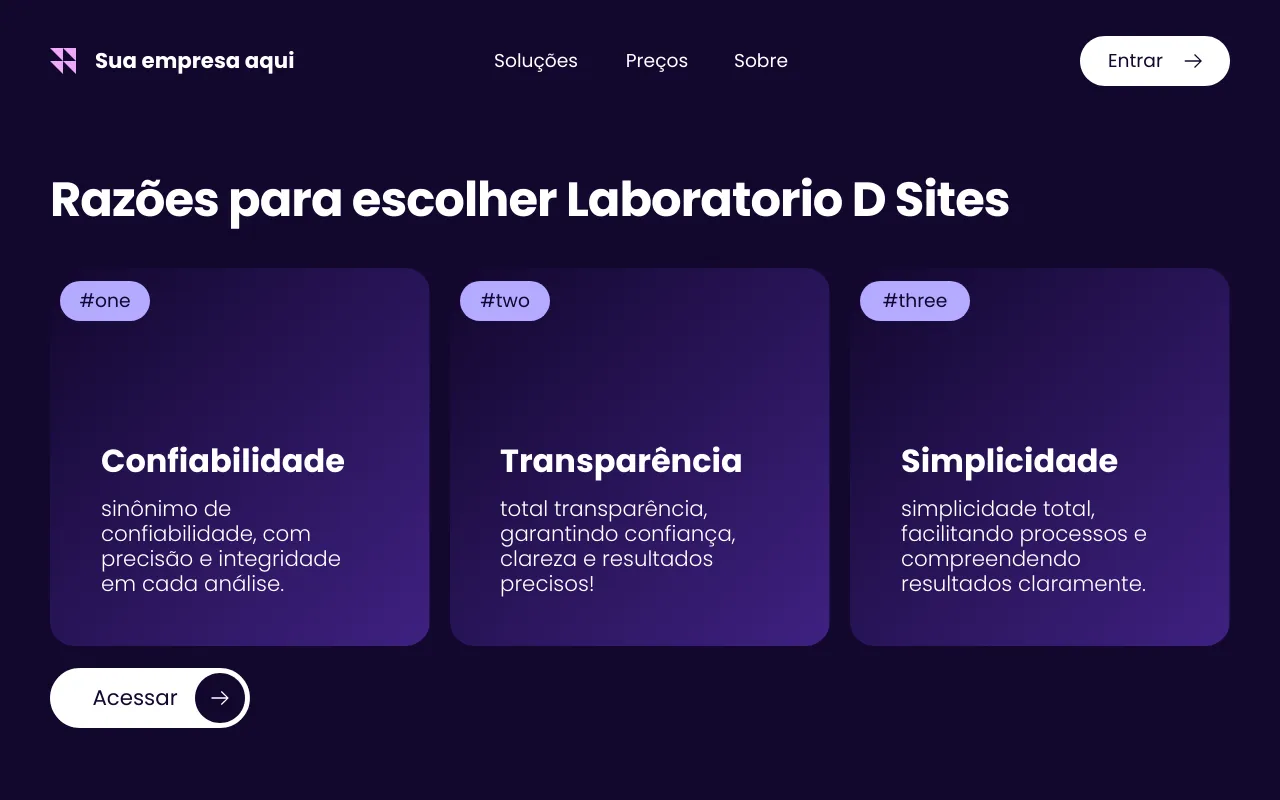 Sua empresa aqui
Soluções
Preços
Sobre
Entrar
Razões para escolher Laboratorio D Sites
#one
Confiabilidade
sinônimo de
confiabilidade, com
precisão e integridade
em cada análise.
#two
Transparência
total transparência,
garantindo confiança,
clareza e resultados
precisos!
#three
Simplicidade
simplicidade total,
facilitando processos e
compreendendo
resultados claramente.
Acessar